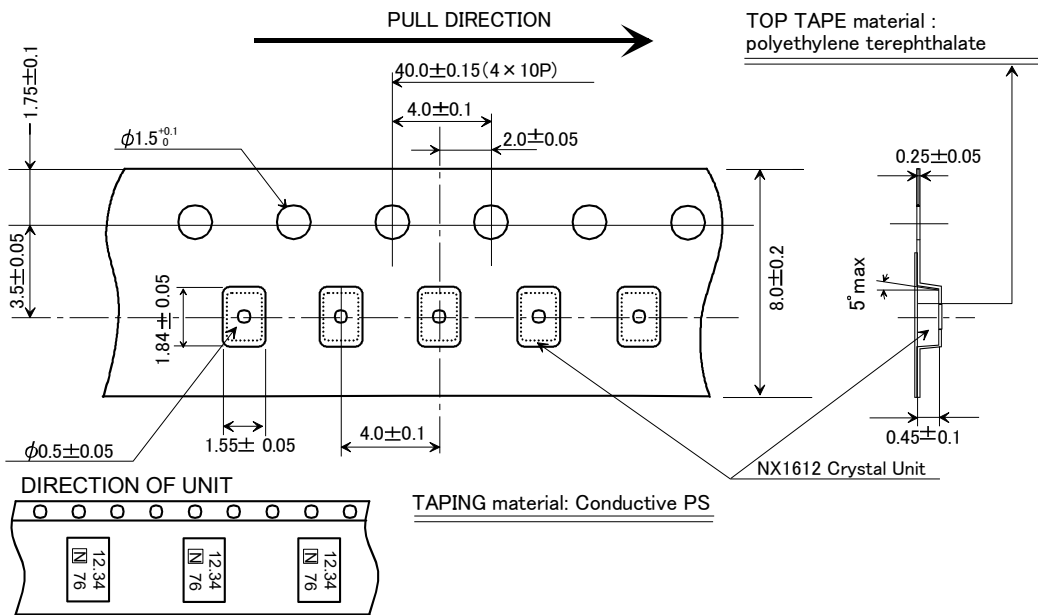 PULL DIRECTION
TOP TAPE material :
polyethylene terephthalate
1.75±0.1
40.0±0.15(4×10P)
4.0±0.1
2.0±0.05
ϕ1.5 +0.1 0
0.25±0.05
3.5±0.05
8.0±0.2
5°max
1.84±0.05
1.55±0.05
4.0±0.1
ϕ0.5±0.05
0.45±0.1
NX1612 Crystal Unit
DIRECTION OF UNIT
TAPING material: Conductive PS
12.34
N 76
12.34
N 76
12.34
N 76